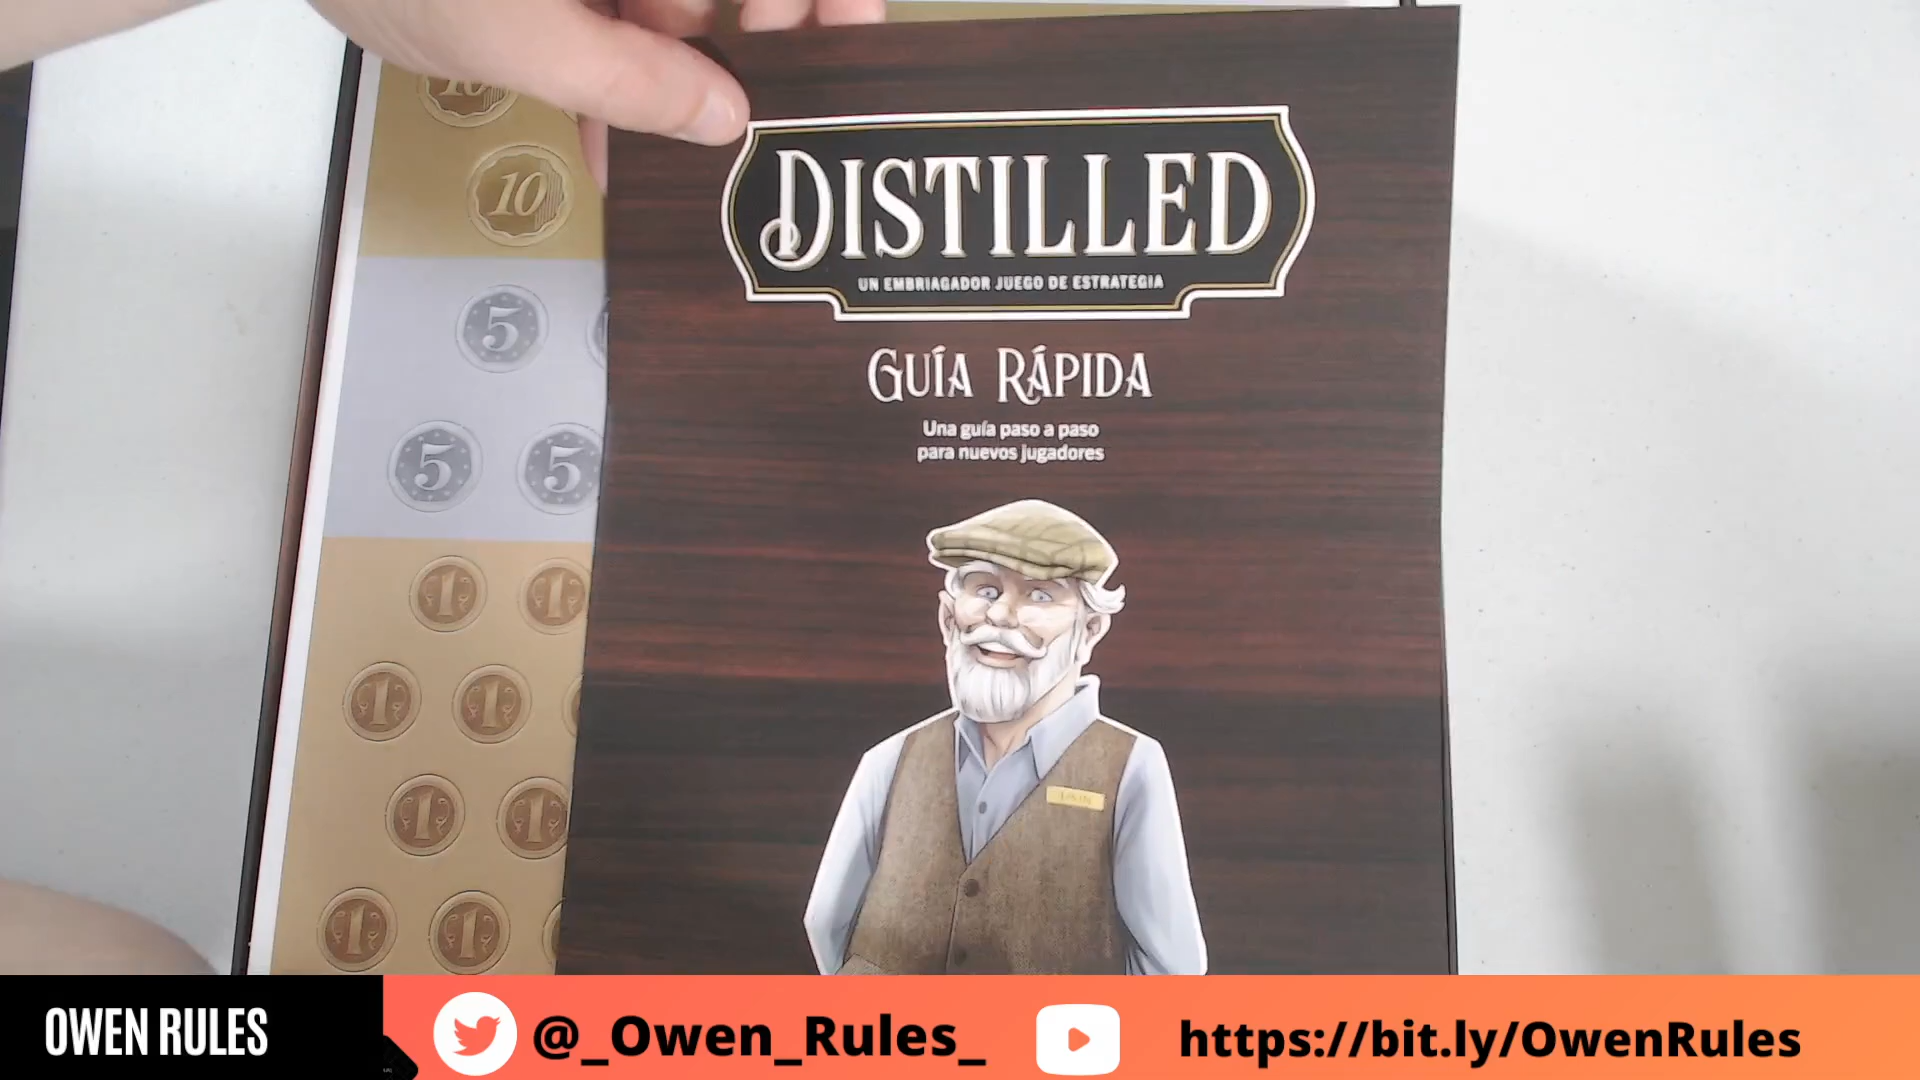 10
10
5
5
5
1
1
1
1
1
1
1
1
DISTILLED
UN EMBRIAGADOR JUEGO DE ESTRATEGIA
GUÍA RÁPIDA
Una guía paso a paso
para nuevos jugadores
OWEN RULES
@_Owen_Rules_
https://bit.ly/OwenRules